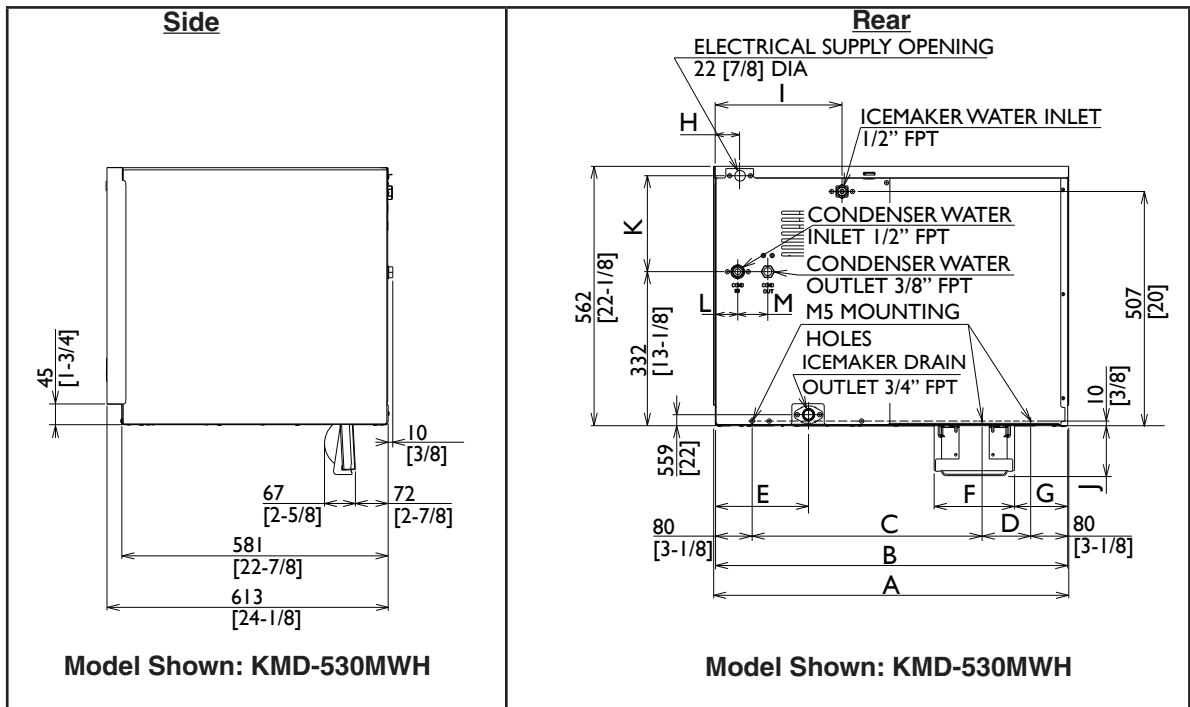 Side
45
[1-3/4]
10
[3/8]
67
[2-5/8]
72
[2-7/8]
581
[22-7/8]
613
[24-1/8]
Model Shown: KMD-530MWH
Rear
ELECTRICAL SUPPLY OPENING
22 [7/8] DIA
I
H
ICEMAKER WATER INLET
1/2” FPT
K
CONDENSER WATER
INLET 1/2” FPT
CONDENSER WATER
OUTLET 3/8” FPT
COND
IN
COND
OUT
L
M
M5 MOUNTING
HOLES
ICEMAKER DRAIN
OUTLET 3/4” FPT
562
[22-1/8]
332
[13-1/8]
507
[20]
10
[3/8]
559
[22]
J
E
F
G
80
[3-1/8]
C
D
80
[3-1/8]
B
A
Model Shown: KMD-530MWH